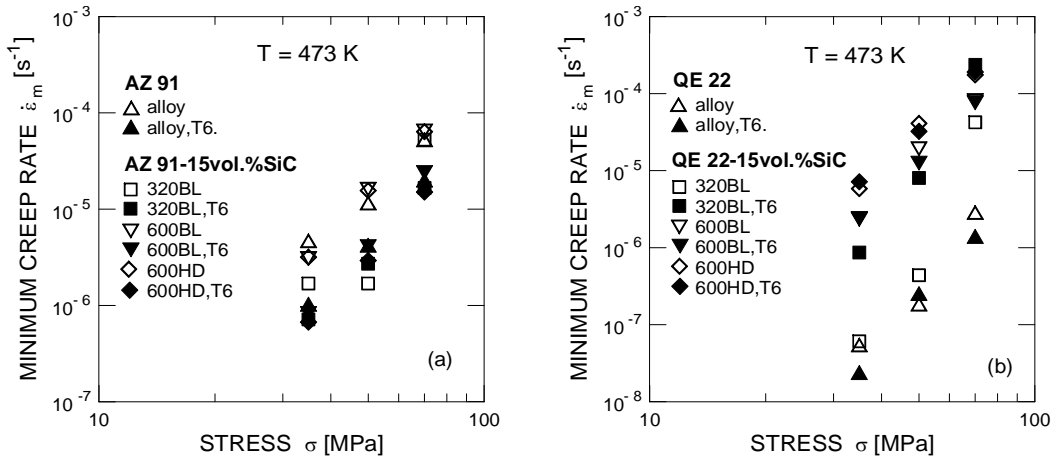 10⁻³
10⁻⁴
10⁻⁵
10⁻⁶
10⁻⁷
MINIMUM CREEP RATE ε̇ₘ [s⁻¹]
T = 473 K
AZ 91
alloy
alloy,T6.
AZ 91-15vol.%SiC
320BL
320BL,T6
600BL
600BL,T6
600HD
600HD,T6
(a)
10
100
STRESS σ [MPa]
10⁻³
10⁻⁴
10⁻⁵
10⁻⁶
10⁻⁷
10⁻⁸
MINIMUM CREEP RATE ε̇ₘ [s⁻¹]
T = 473 K
QE 22
alloy
alloy,T6.
QE 22-15vol.%SiC
320BL
320BL,T6
600BL
600BL,T6
600HD
600HD,T6
(b)
10
100
STRESS σ [MPa]